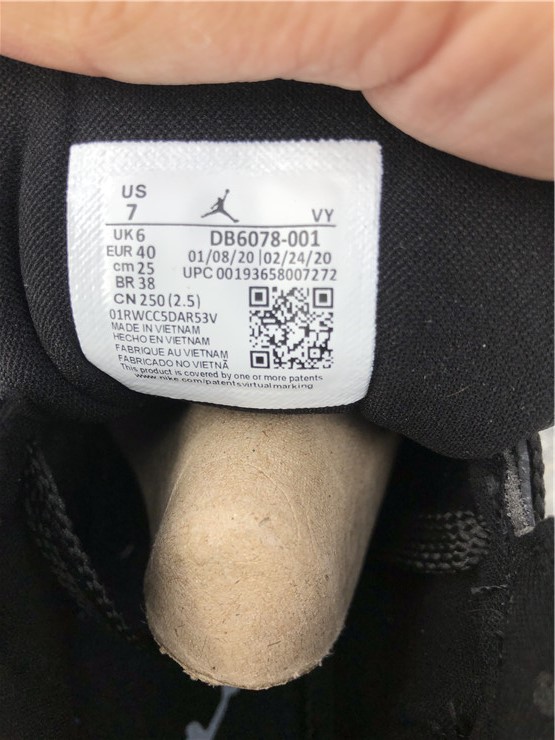 US
7
VY
UK 6
EUR 40
cm 25
BR 38
CN 250 (2.5)
DB6078-001
01/08/20 | 02/24/20
UPC 00193658007272
01RWCC5DAR53V
MADE IN VIETNAM
HECHO EN VIETNAM
FABRIQUE AU VIETNAM
FABRICADO NO VIETNÃ
This product is covered by one or more patents
www.nike.com/patentsvirtualmarking